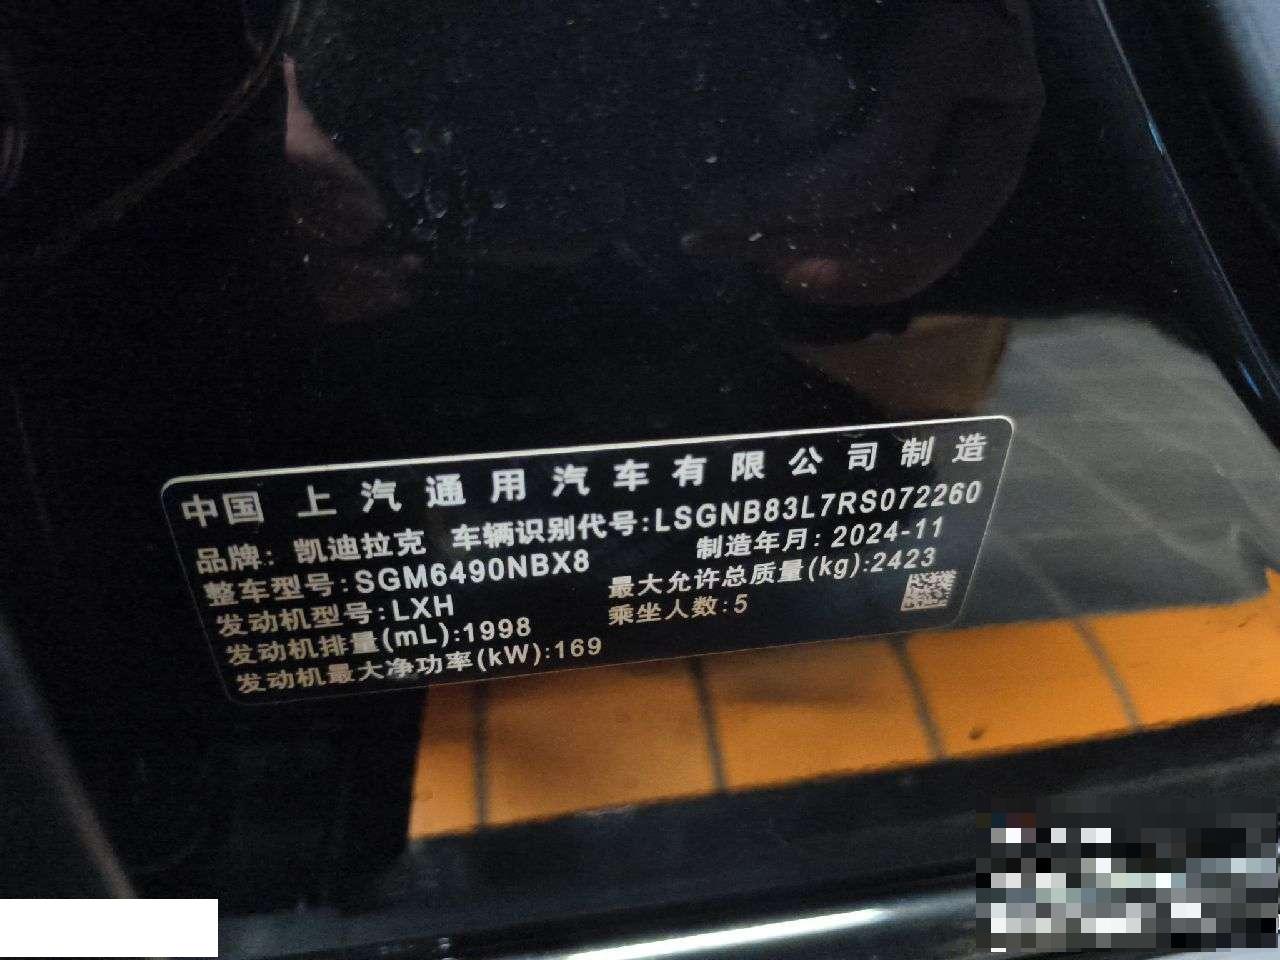 中国 上汽通用汽车有限公司制造
品牌: 凯迪拉克 车辆识别代号:LSGNB83L7RS072260
整车型号:SGM6490NBX8 制造年月: 2024-11
发动机型号:LXH 最大允许总质量(kg):2423
发动机排量(mL):1998 乘坐人数:5
发动机最大净功率(kW):169